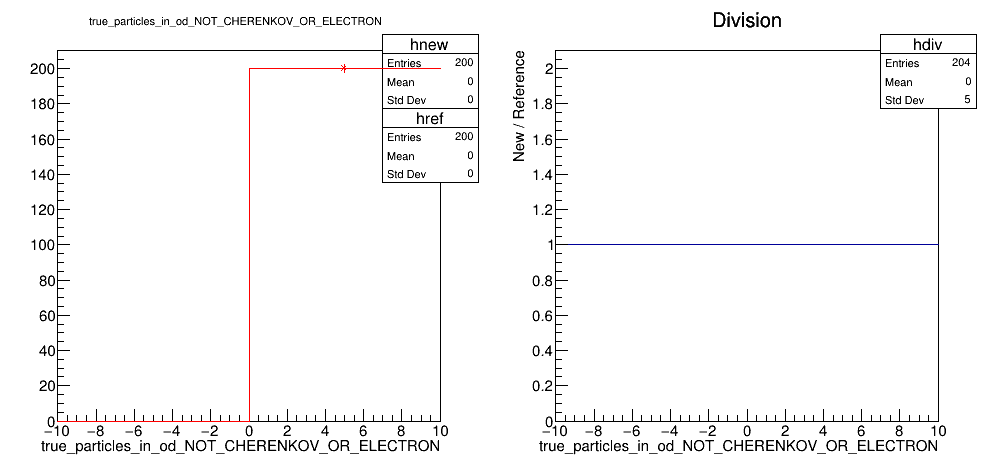 true_particles_in_od_NOT_CHERENKOV_OR_ELECTRON
hnew
Entries 200
Mean 0
Std Dev 0
href
Entries 200
Mean 0
Std Dev 0
200
180
160
140
120
100
80
60
40
20
0
−10 −8 −6 −4 −2 0 2 4 6 8 10
true_particles_in_od_NOT_CHERENKOV_OR_ELECTRON
Division
hdiv
Entries 204
Mean 0
Std Dev 5
New / Reference
2
1.8
1.6
1.4
1.2
1
0.8
0.6
0.4
0.2
0
−10 −8 −6 −4 −2 0 2 4 6 8 10
true_particles_in_od_NOT_CHERENKOV_OR_ELECTRON